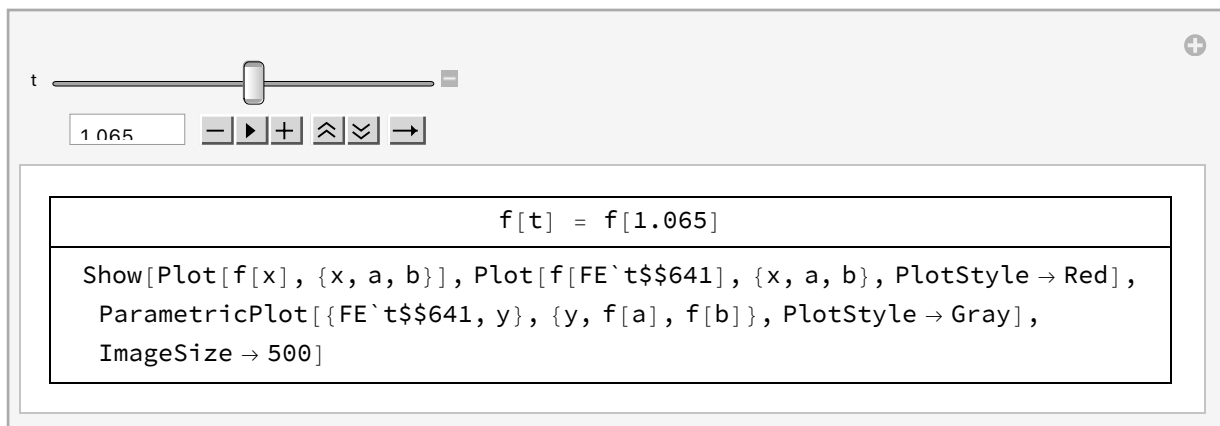 t
1.065
f[t] = f[1.065]
Show[Plot[f[x], {x, a, b}], Plot[f[FE`t$$641], {x, a, b}, PlotStyle → Red],
ParametricPlot[{FE`t$$641, y}, {y, f[a], f[b]}, PlotStyle → Gray],
ImageSize → 500]